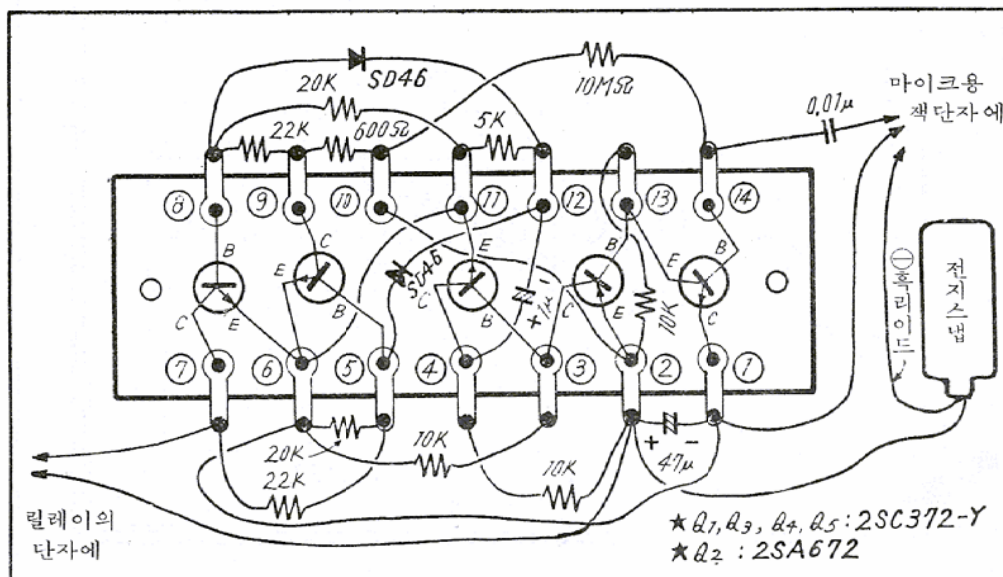 SD46
20K
10MΩ
0.01μ
마이크용
잭단자에
22K
600Ω
5K
8
9
10
11
12
13
14
B
C
E
B
C
E
SD46
E
C
B
- 1μ +
B
C
E
10K
B
E
C
⊖흑리이드
전지스냅
7
6
5
4
3
2
1
20K
22K
10K
10K
+ -
47μ
릴레이의
단자에
★Q1, Q3, Q4, Q5 : 2SC372-Y
★Q2 : 2SA672